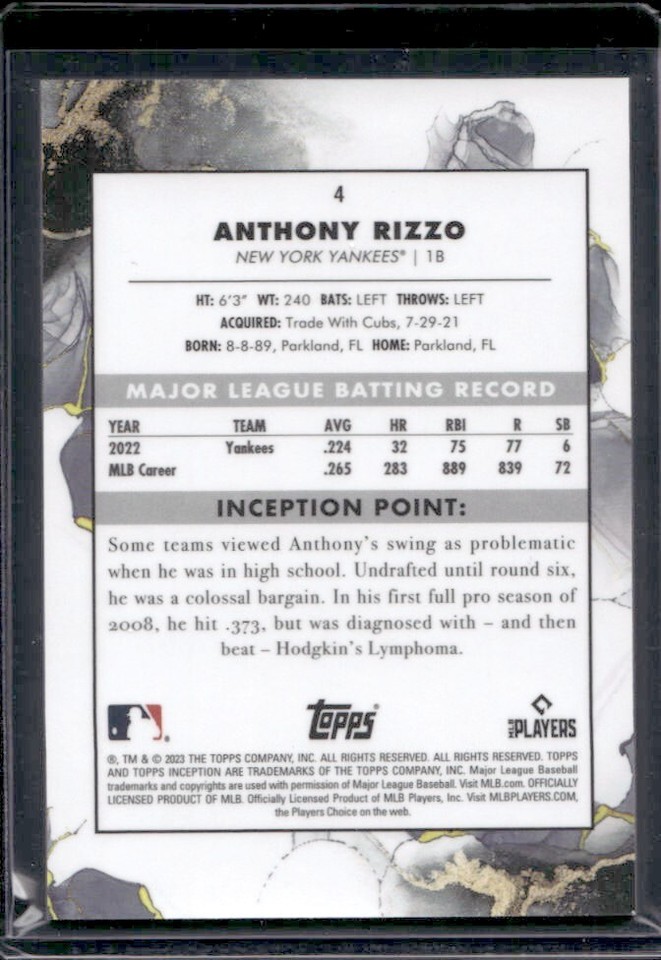 4
ANTHONY RIZZO
NEW YORK YANKEES® | 1B
HT: 6'3" WT: 240 BATS: LEFT THROWS: LEFT
ACQUIRED: Trade With Cubs, 7-29-21
BORN: 8-8-89, Parkland, FL HOME: Parkland, FL
MAJOR LEAGUE BATTING RECORD
YEAR TEAM AVG HR RBI R SB
2022 Yankees .224 32 75 77 6
MLB Career .265 283 889 839 72
INCEPTION POINT:
Some teams viewed Anthony's swing as problematic
when he was in high school. Undrafted until round six,
he was a colossal bargain. In his first full pro season of
2008, he hit .373, but was diagnosed with – and then
beat – Hodgkin's Lymphoma.
® Topps® MLB PLAYERS
®, TM & © 2023 THE TOPPS COMPANY, INC. ALL RIGHTS RESERVED. ALL RIGHTS RESERVED. TOPPS
AND TOPPS INCEPTION ARE TRADEMARKS OF THE TOPPS COMPANY, INC. Major League Baseball
trademarks and copyrights are used with permission of Major League Baseball. Visit MLB.com. OFFICIALLY
LICENSED PRODUCT OF MLB. Officially Licensed Product of MLB Players, Inc. Visit MLBPLAYERS.COM,
the Players Choice on the web.